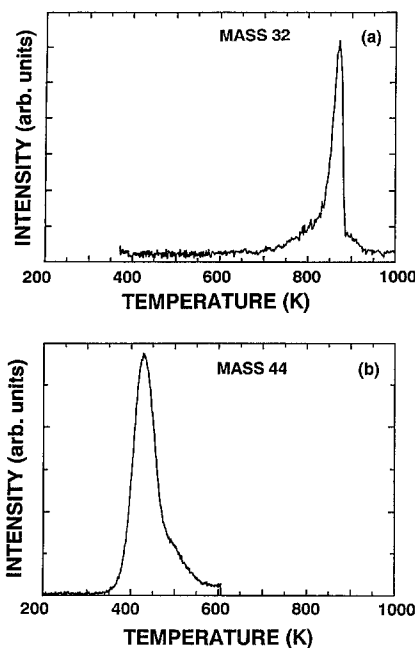 MASS 32
(a)
INTENSITY (arb. units)
200 400 600 800 1000
TEMPERATURE (K)
MASS 44
(b)
INTENSITY (arb. units)
200 400 600 800 1000
TEMPERATURE (K)